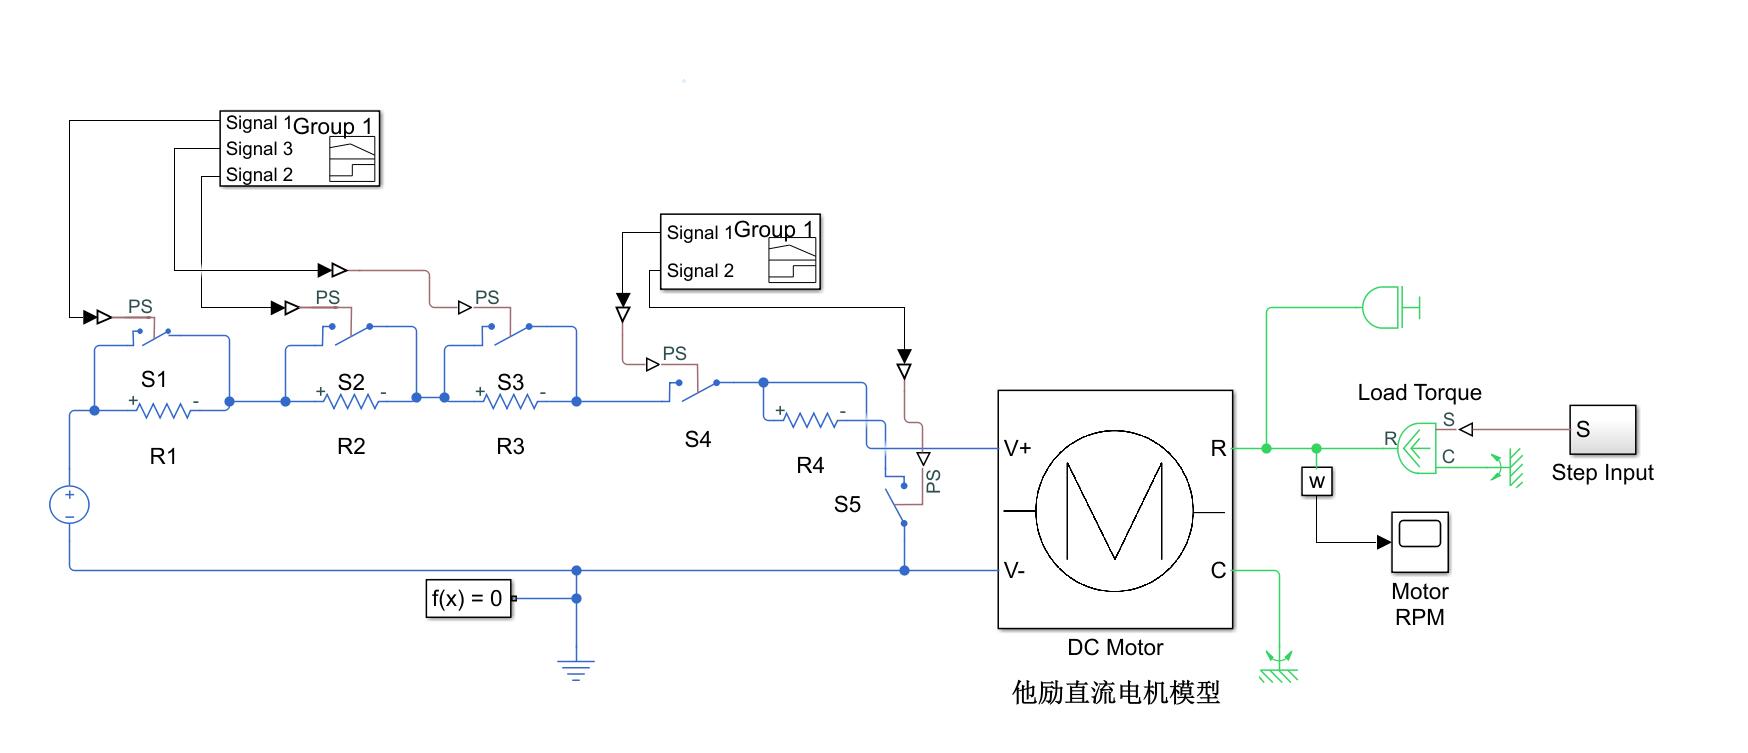 Signal 1
Group 1
Signal 3
Signal 2
Signal 1
Group 1
Signal 2
PS
PS
PS
PS
S1
S2
S3
+
-
+
-
+
-
R1
R2
R3
S4
+
-
R4
S5
PS
+
−
f(x) = 0
V+
V-
R
C
M
DC Motor
他励直流电机模型
Load Torque
R
S
C
S
Step Input
w
Motor
RPM